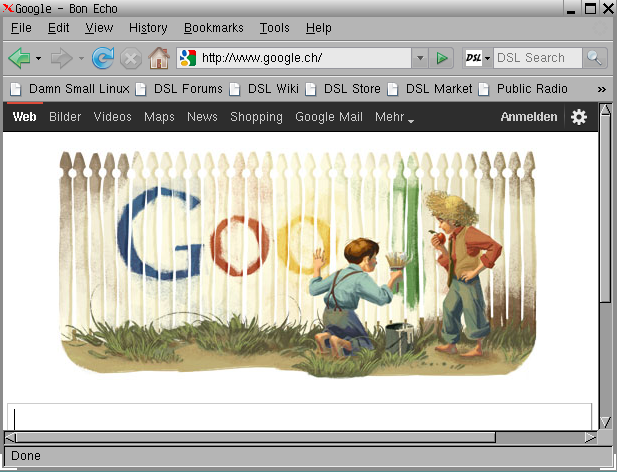 Google - Bon Echo
File Edit View History Bookmarks Tools Help
http://www.google.ch/ DSL DSL Search
Damn Small Linux DSL Forums DSL Wiki DSL Store DSL Market Public Radio »
Web Bilder Videos Maps News Shopping Google Mail Mehr Anmelden
Goo l
Done